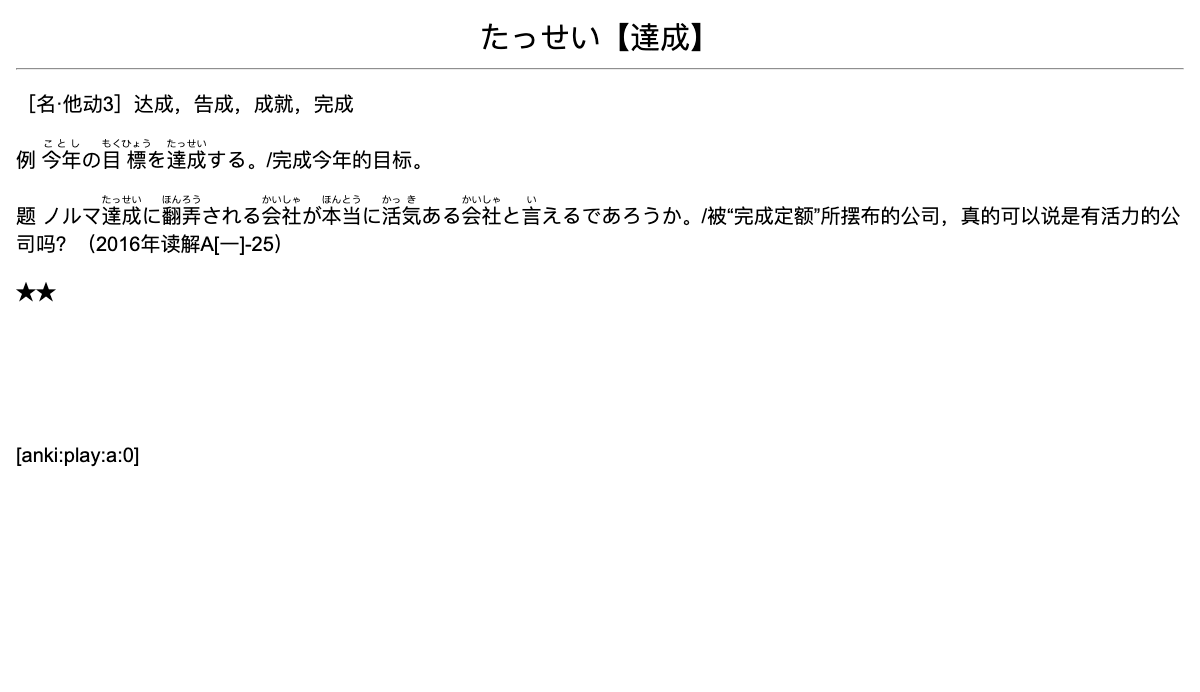 たっせい【達成】
［名·他动3］达成，告成，成就，完成
ことし もくひょう たっせい
例 今年の目標を達成する。/完成今年的目标。
たっせい ほんろう かいしゃ ほんとう かっき かいしゃ い
题 ノルマ達成に翻弄される会社が本当に活気ある会社と言えるであろうか。/被“完成定额”所摆布的公司，真的可以说是有活力的公
司吗？（2016年读解A[一]-25）
★★
[anki:play:a:0]